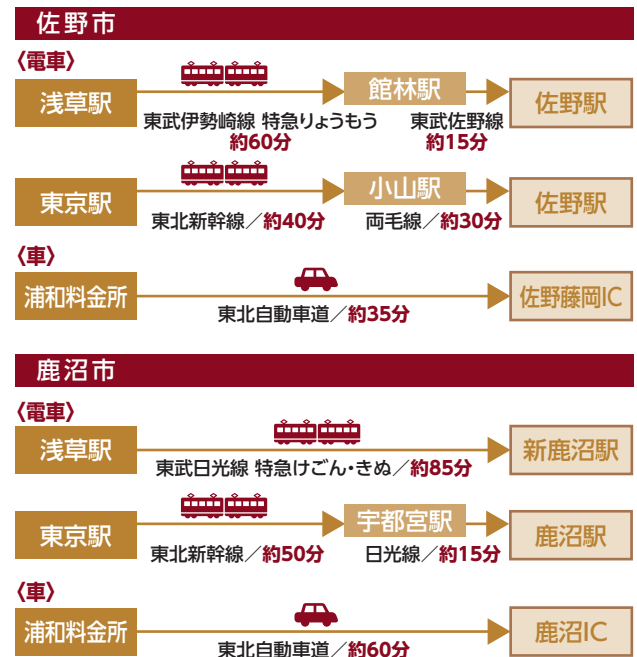 佐野市
〈電車〉
浅草駅 館林駅 佐野駅
東武伊勢崎線 特急りょうもう 東武佐野線
約60分 約15分
東京駅 小山駅 佐野駅
東北新幹線／約40分 両毛線／約30分
〈車〉
浦和料金所 佐野藤岡IC
東北自動車道／約35分
鹿沼市
〈電車〉
浅草駅 新鹿沼駅
東武日光線 特急けごん・きぬ／約85分
東京駅 宇都宮駅 鹿沼駅
東北新幹線／約50分 日光線／約15分
〈車〉
浦和料金所 鹿沼IC
東北自動車道／約60分